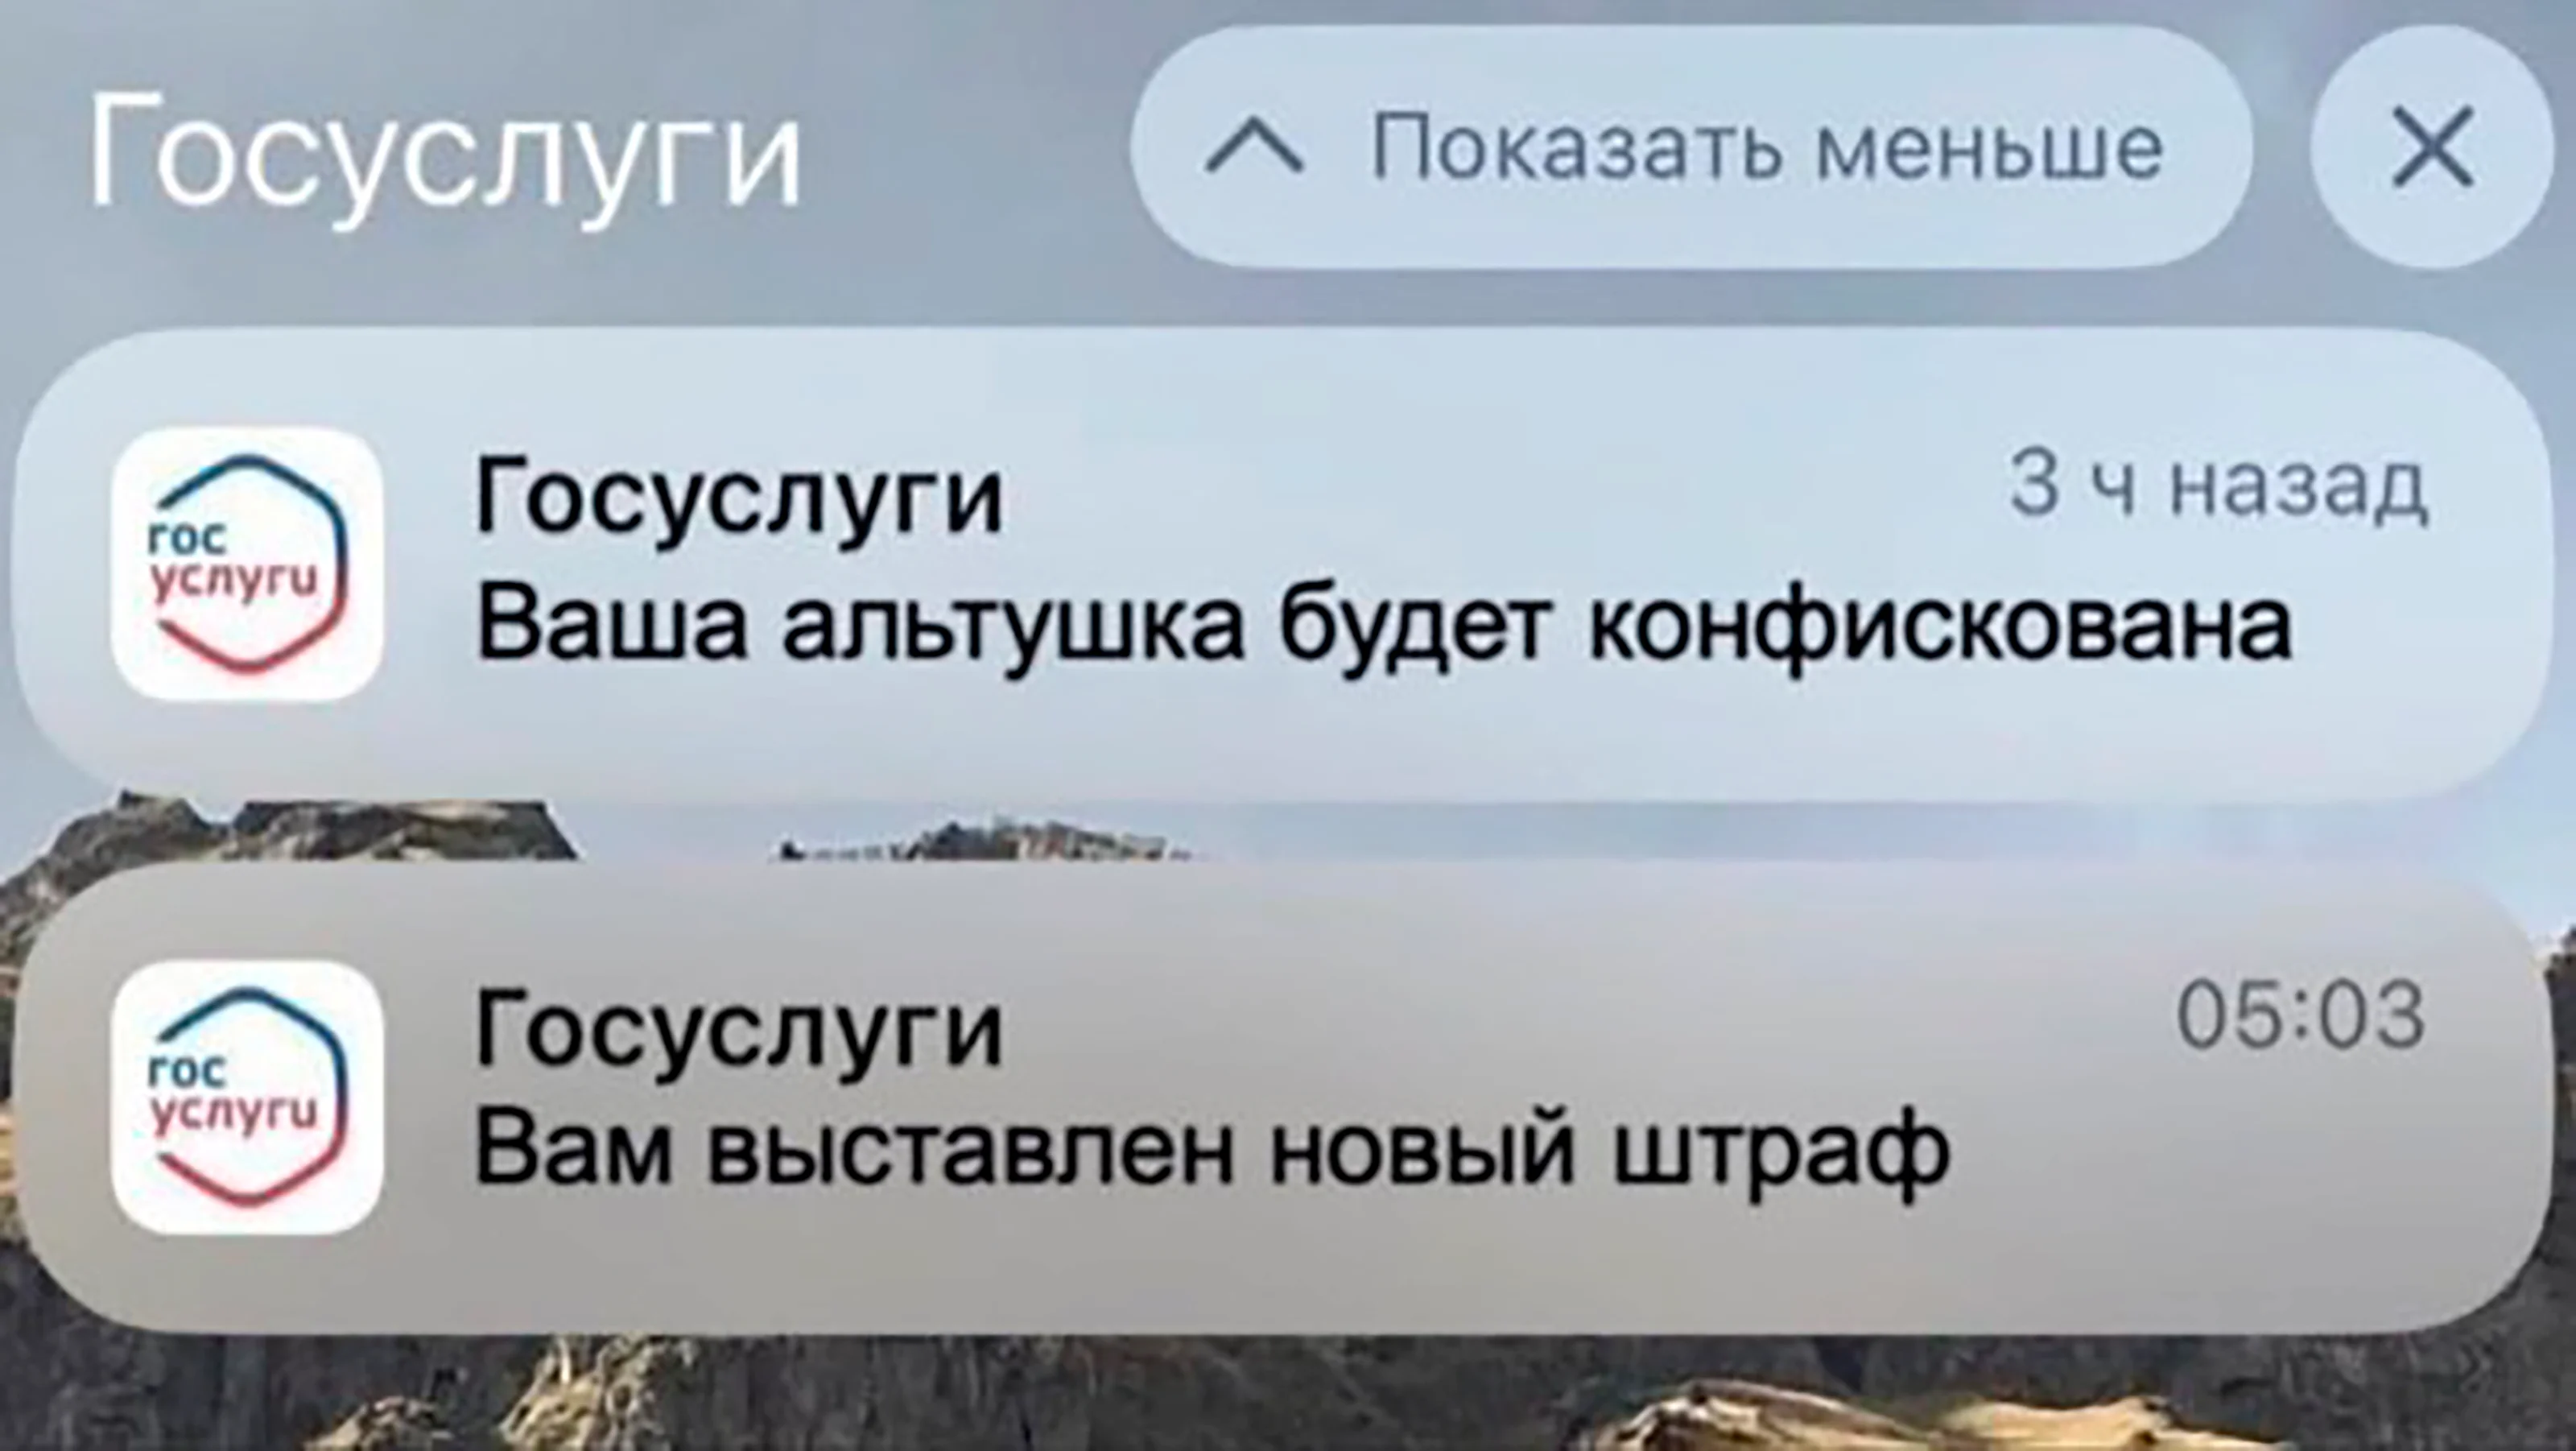 Госуслуги
Показать меньше
гос
услуги
Госуслуги
3 ч назад
Ваша альтушка будет конфискована
гос
услуги
Госуслуги
05:03
Вам выставлен новый штраф